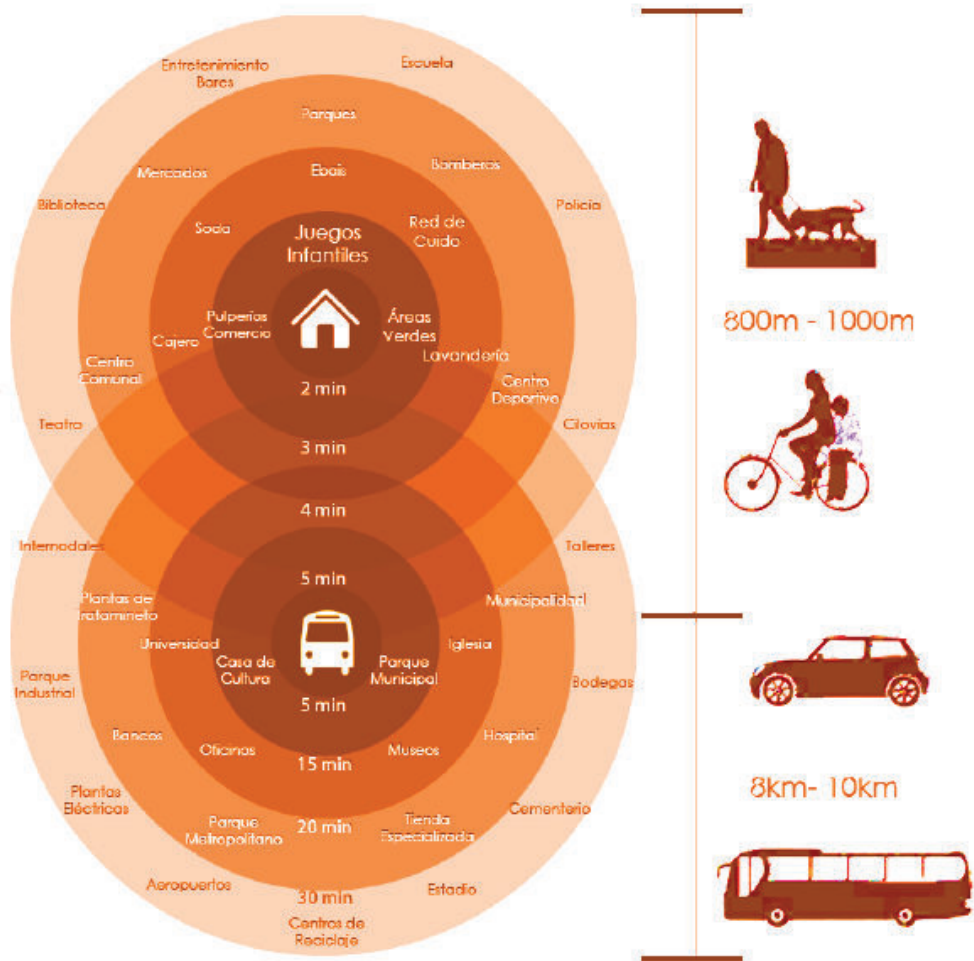 Entretenimiento
Bares
Escuela
Parques
Mercados
Ebais
Bomberos
Biblioteca
Soda
Red de
Cuido
Policía
Juegos
Infantiles
Pulperías
Comercio
Áreas
Verdes
800m - 1000m
Cajero
Lavandería
Centro
Comunal
Centro
Deportivo
2 min
Teatro
Cilovías
3 min
4 min
Internodales
Talleres
5 min
Plantas de
tratamineto
Municipalidad
Universidad
Iglesia
Casa de
Cultura
Parque
Municipal
Parque
Industrial
Bodegas
5 min
Bancos
Oficinas
Museos
Hospital
15 min
8km- 10km
Plantas
Eléctricas
Cementerio
Parque
Metropolitano
20 min
Tienda
Especializada
Aeropuertos
30 min
Estadio
Centros de
Reciclaje